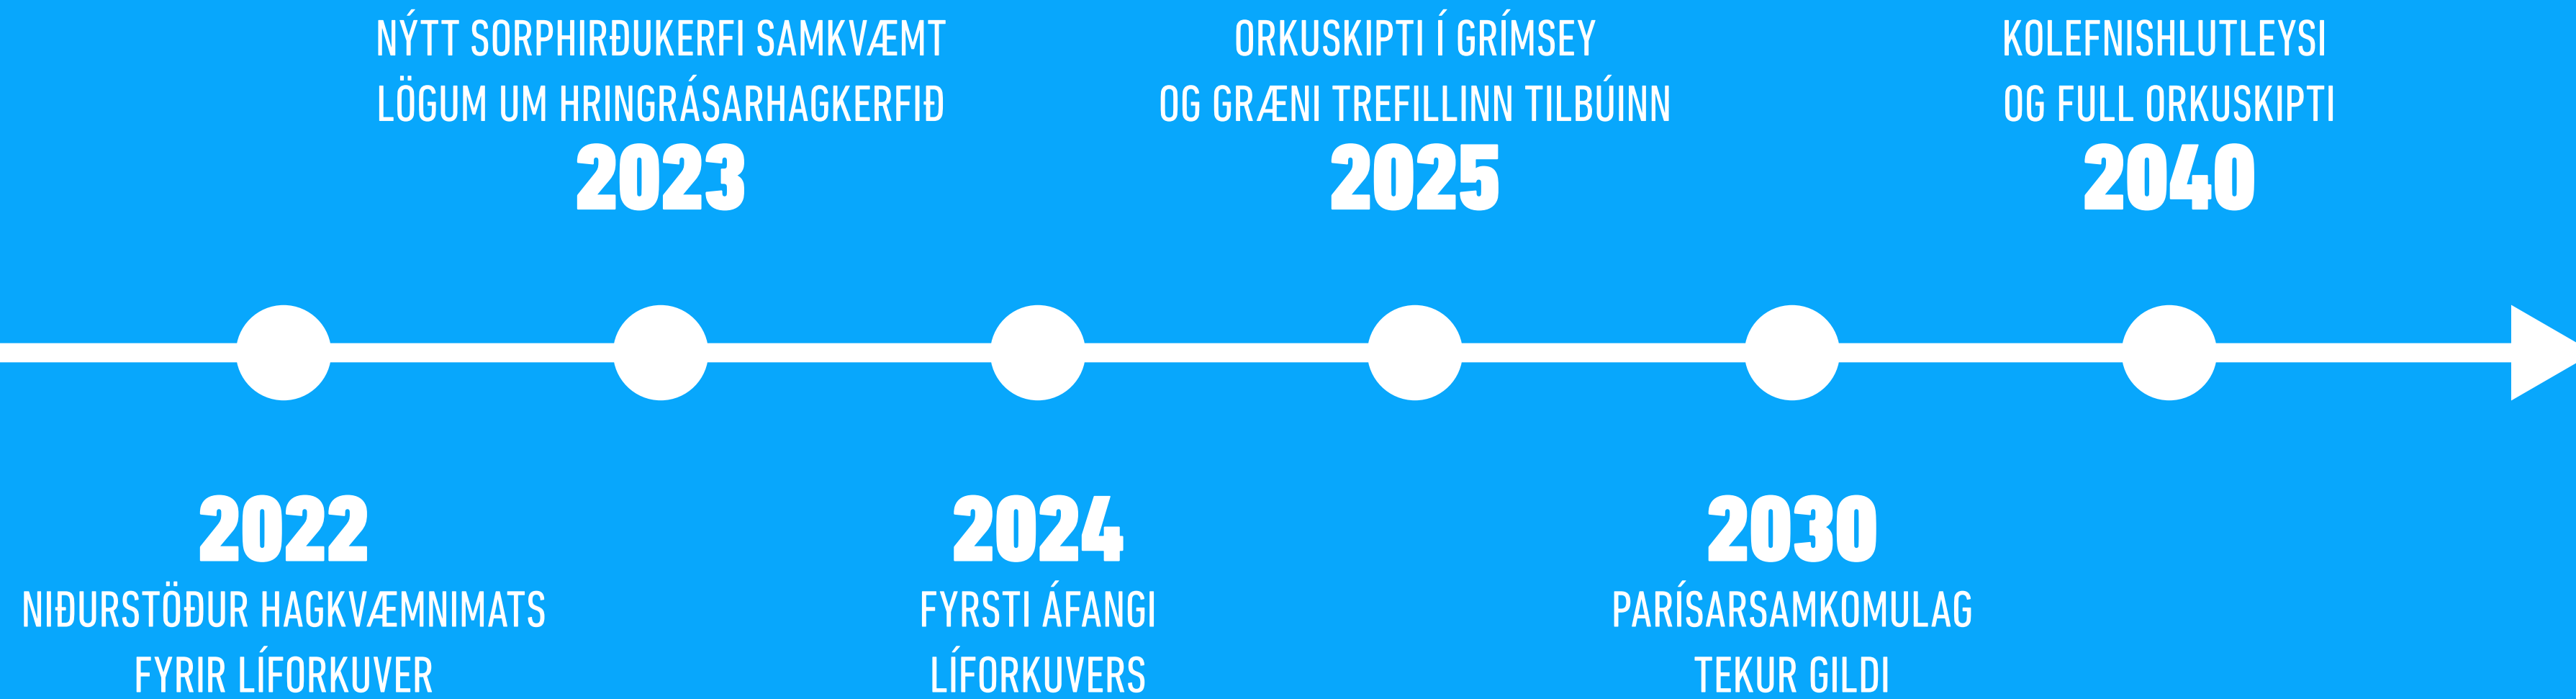 NÝTT SORPHIRÐUKERFI SAMKVÆMT
LÖGUM UM HRINGRÁSARHAGKERFIÐ
2023
ORKUSKIPTI Í GRÍMSEY
OG GRÆNI TREFILLINN TILBÚINN
2025
KOLEFNISHLUTLEYSI
OG FULL ORKUSKIPTI
2040
2022
NIÐURSTÖÐUR HAGKVÆMNIMATS
FYRIR LÍFORKUVER
2024
FYRSTI ÁFANGI
LÍFORKUVERS
2030
PARÍSARSAMKOMULAG
TEKUR GILDI